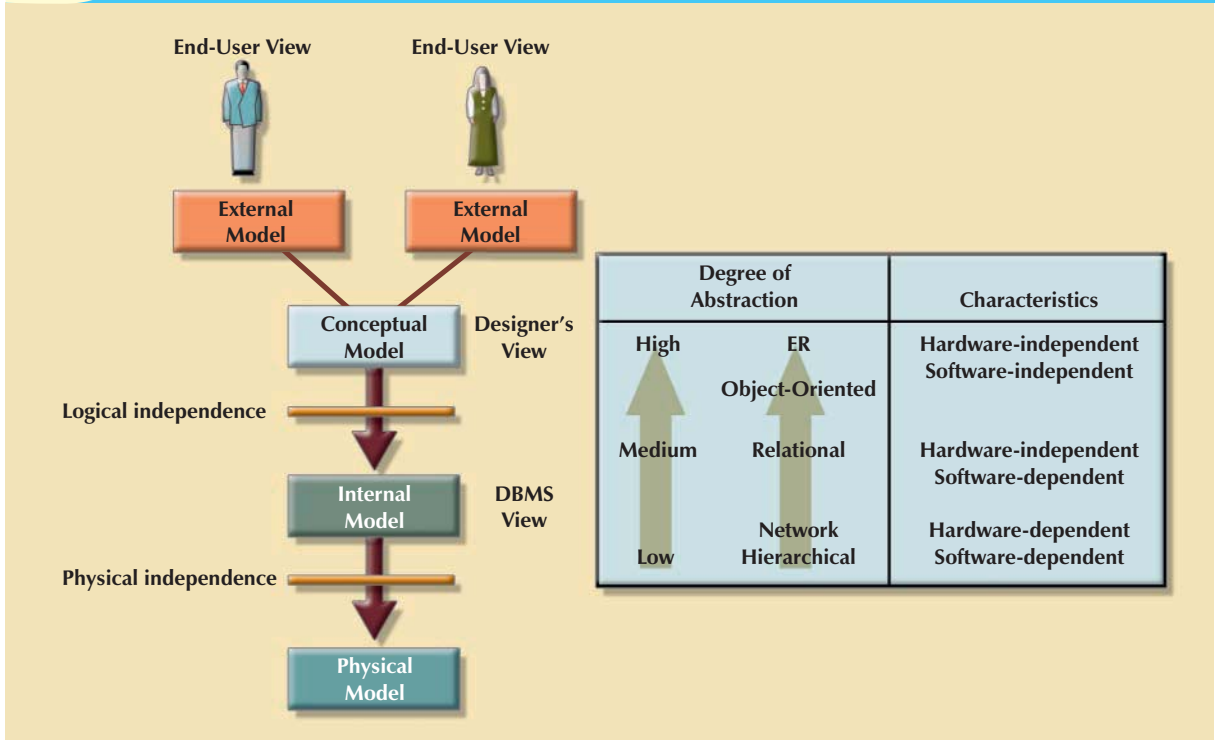 End-User View
End-User View
External
Model
External
Model
Conceptual
Model
Designer's
View
Logical independence
Internal
Model
DBMS
View
Physical independence
Physical
Model
Degree of
Abstraction
Characteristics
High
ER
Hardware-independent
Software-independent
Object-Oriented
Medium
Relational
Hardware-independent
Software-dependent
Network
Hardware-dependent
Low
Hierarchical
Software-dependent